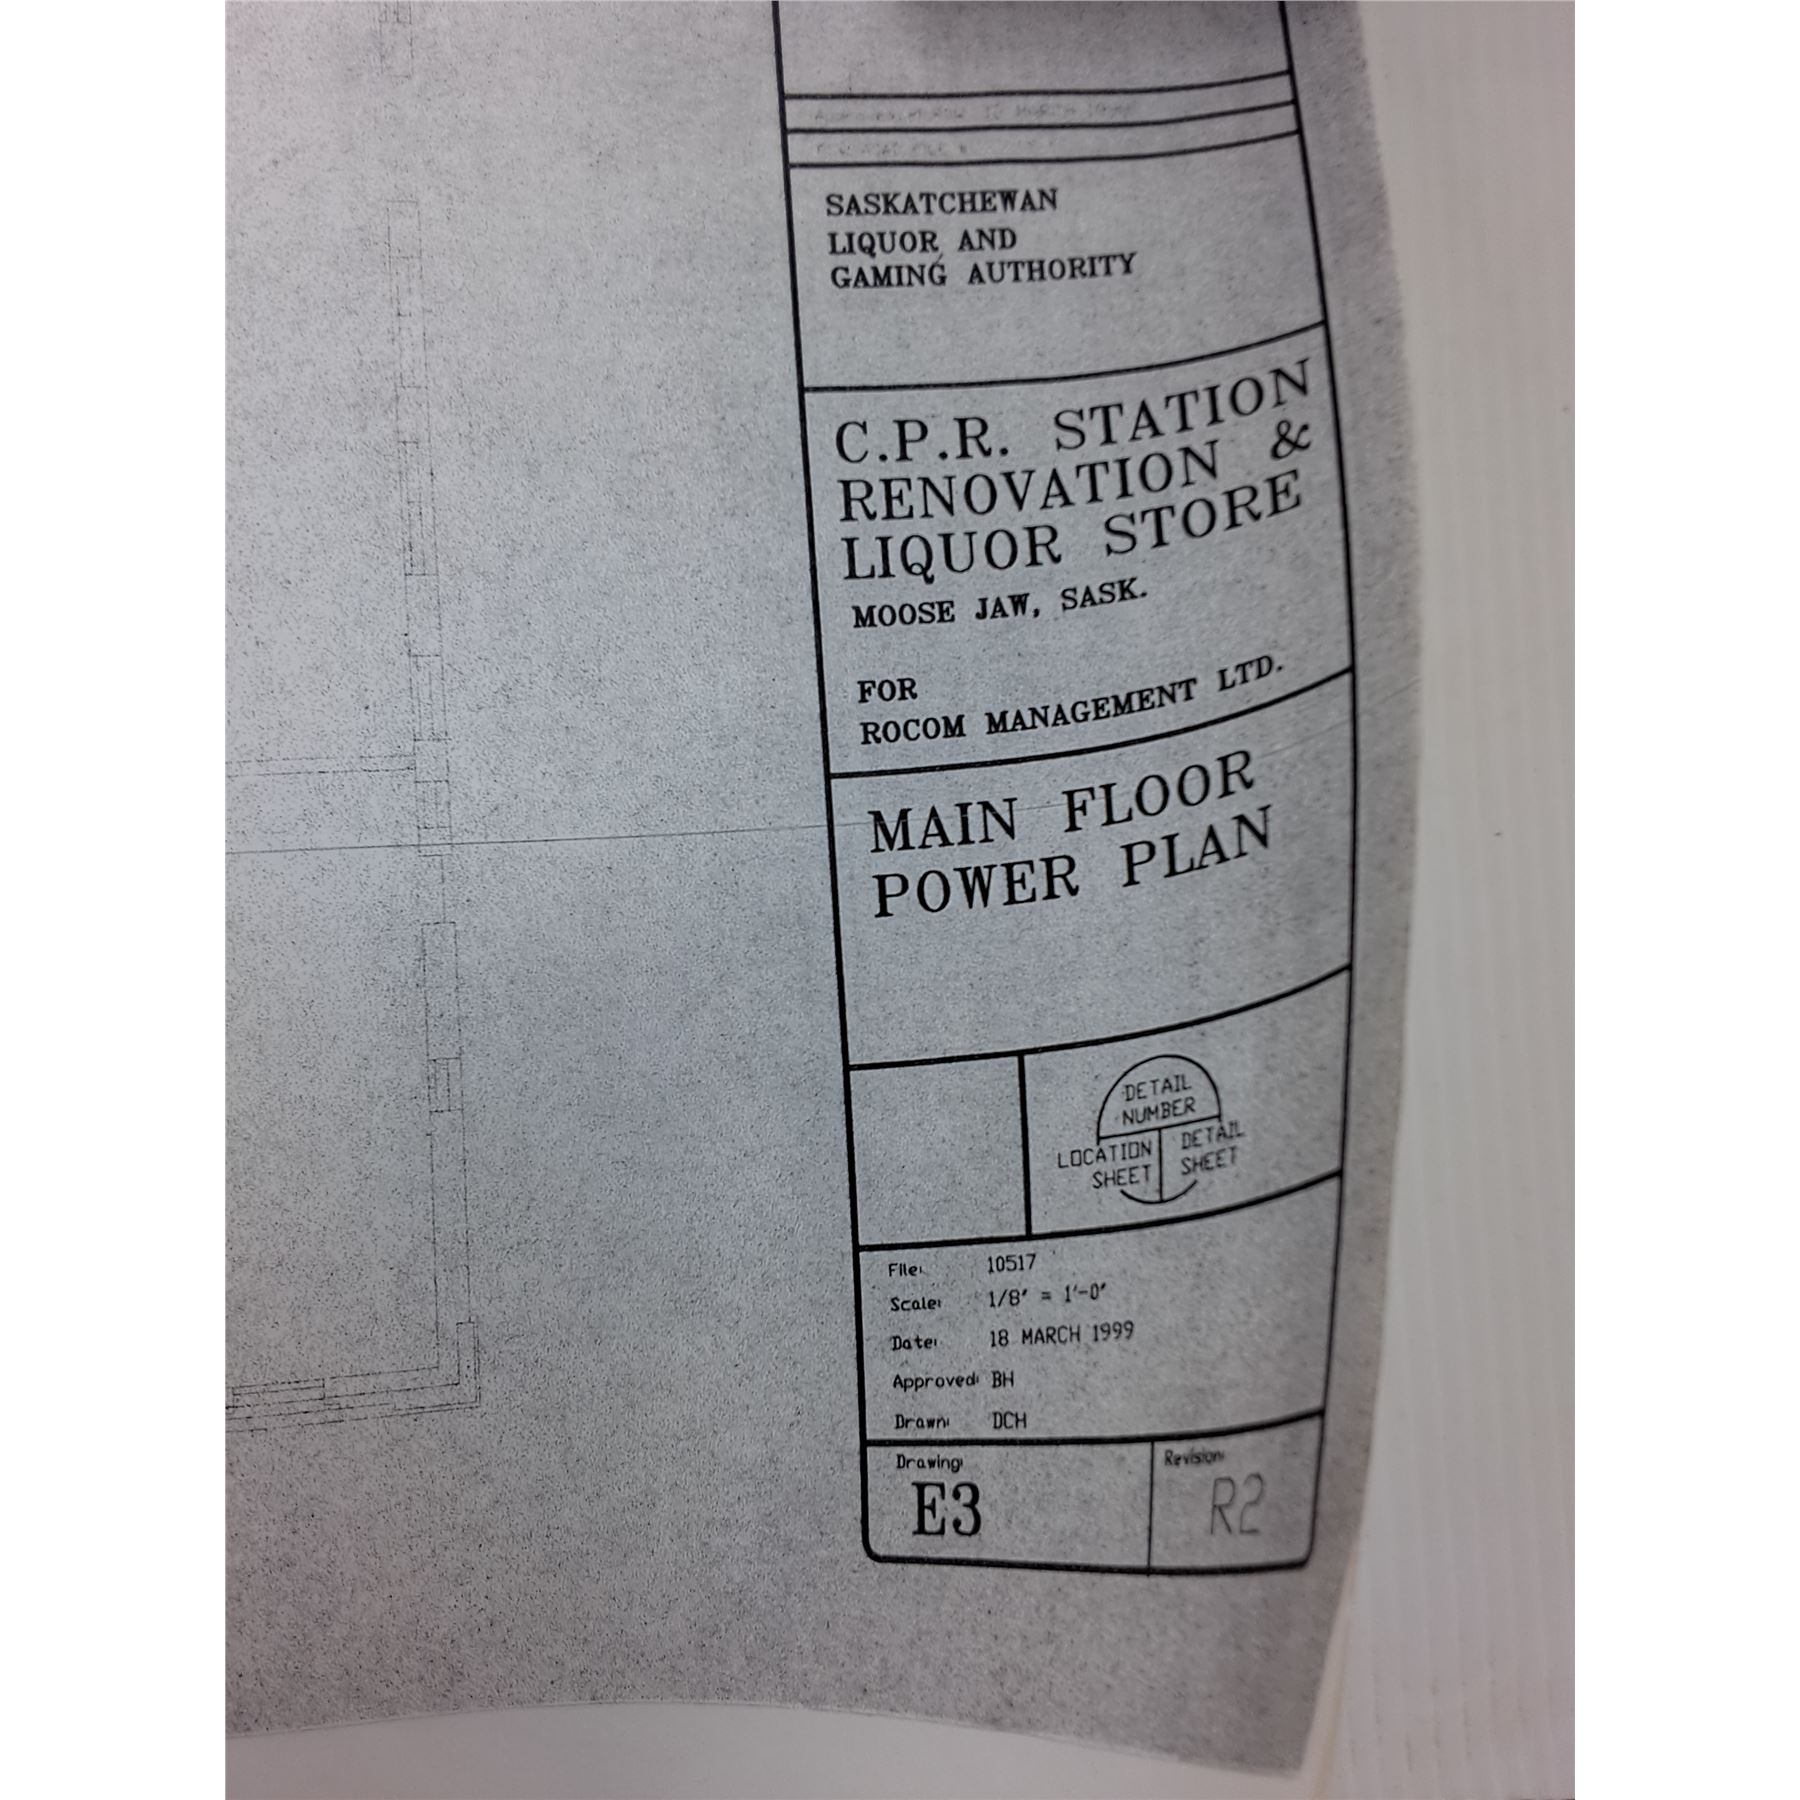 SASKATCHEWAN
LIQUOR AND
GAMING AUTHORITY
C.P.R. STATION
RENOVATION &
LIQUOR STORE
MOOSE JAW, SASK.
FOR
ROCOM MANAGEMENT LTD.
MAIN FLOOR
POWER PLAN
DETAIL
NUMBER
LOCATION
SHEET
DETAIL
SHEET
File: 10517
Scale: 1/8" = 1'-0"
Date: 18 MARCH 1999
Approved: BH
Drawn: DCH
Drawing:
E3
Revision:
R2